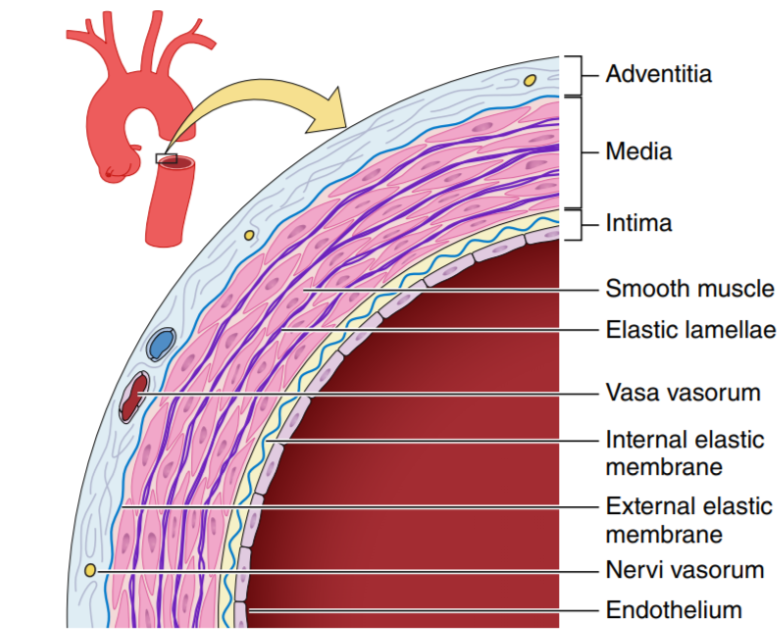 Adventitia
Media
Intima
Smooth muscle
Elastic lamellae
Vasa vasorum
Internal elastic
membrane
External elastic
membrane
Nervi vasorum
Endothelium